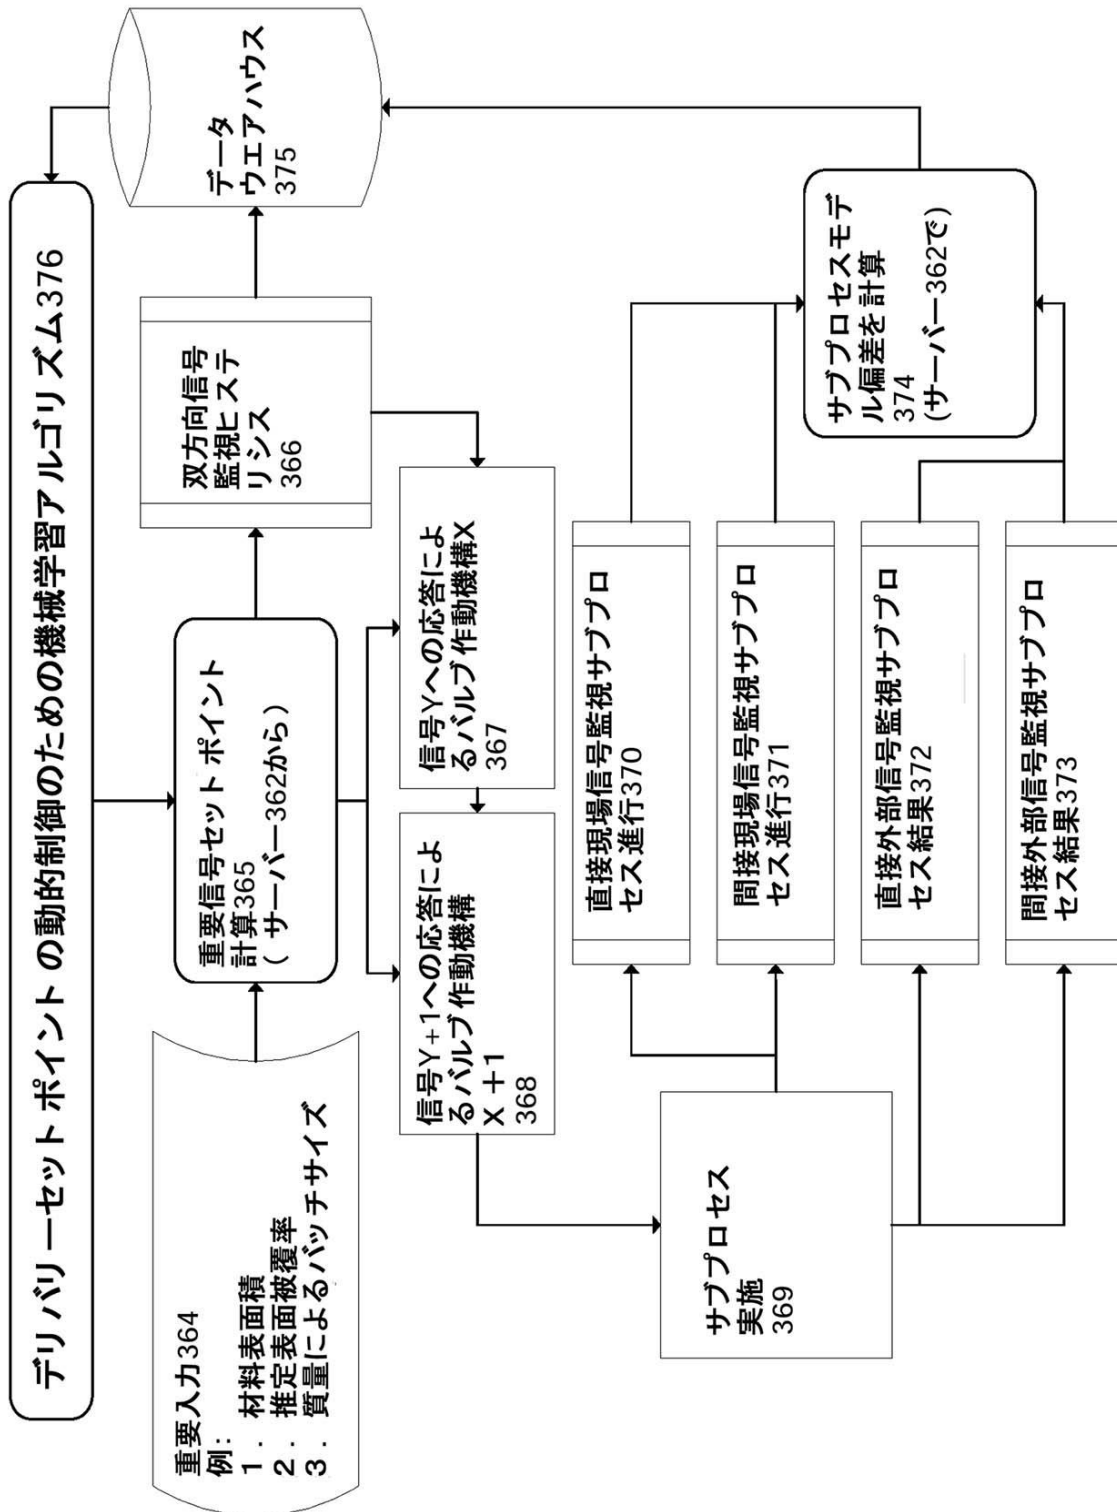 デリバリーセットポイントの動的制御のための機械学習アルゴリズム376
重要入力364
例:
1. 材料表面積
2. 推定表面被覆率
3. 質量によるバッチサイズ
重要信号セットポイント
計算365
(サーバー362から)
双方向信号
監視ヒステ
リシス
366
データ
ウエアハウス
375
信号Y+1への応答によ
るバルブ作動機構
X+1
368
信号Yへの応答によ
るバルブ作動機構X
367
サブプロセス
実施
369
直接現場信号監視サブプロ
セス進行370
間接現場信号監視サブプロ
セス進行371
直接外部信号監視サブプロ
セス結果372
間接外部信号監視サブプロ
セス結果373
サブプロセスモデ
ル偏差を計算
374
(サーバー362で)